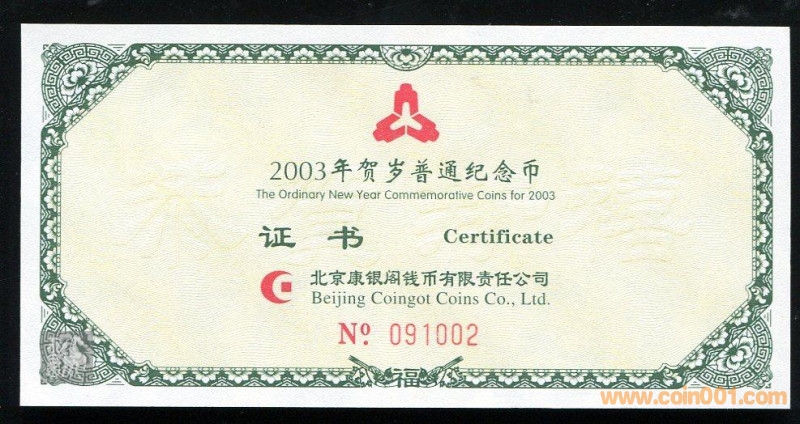 2003年贺岁普通纪念币
The Ordinary New Year Commemorative Coins for 2003
证 书 Certificate
北京康银阁钱币有限责任公司
Beijing Coingot Coins Co., Ltd.
Nº 091002
福
www.coin001.com